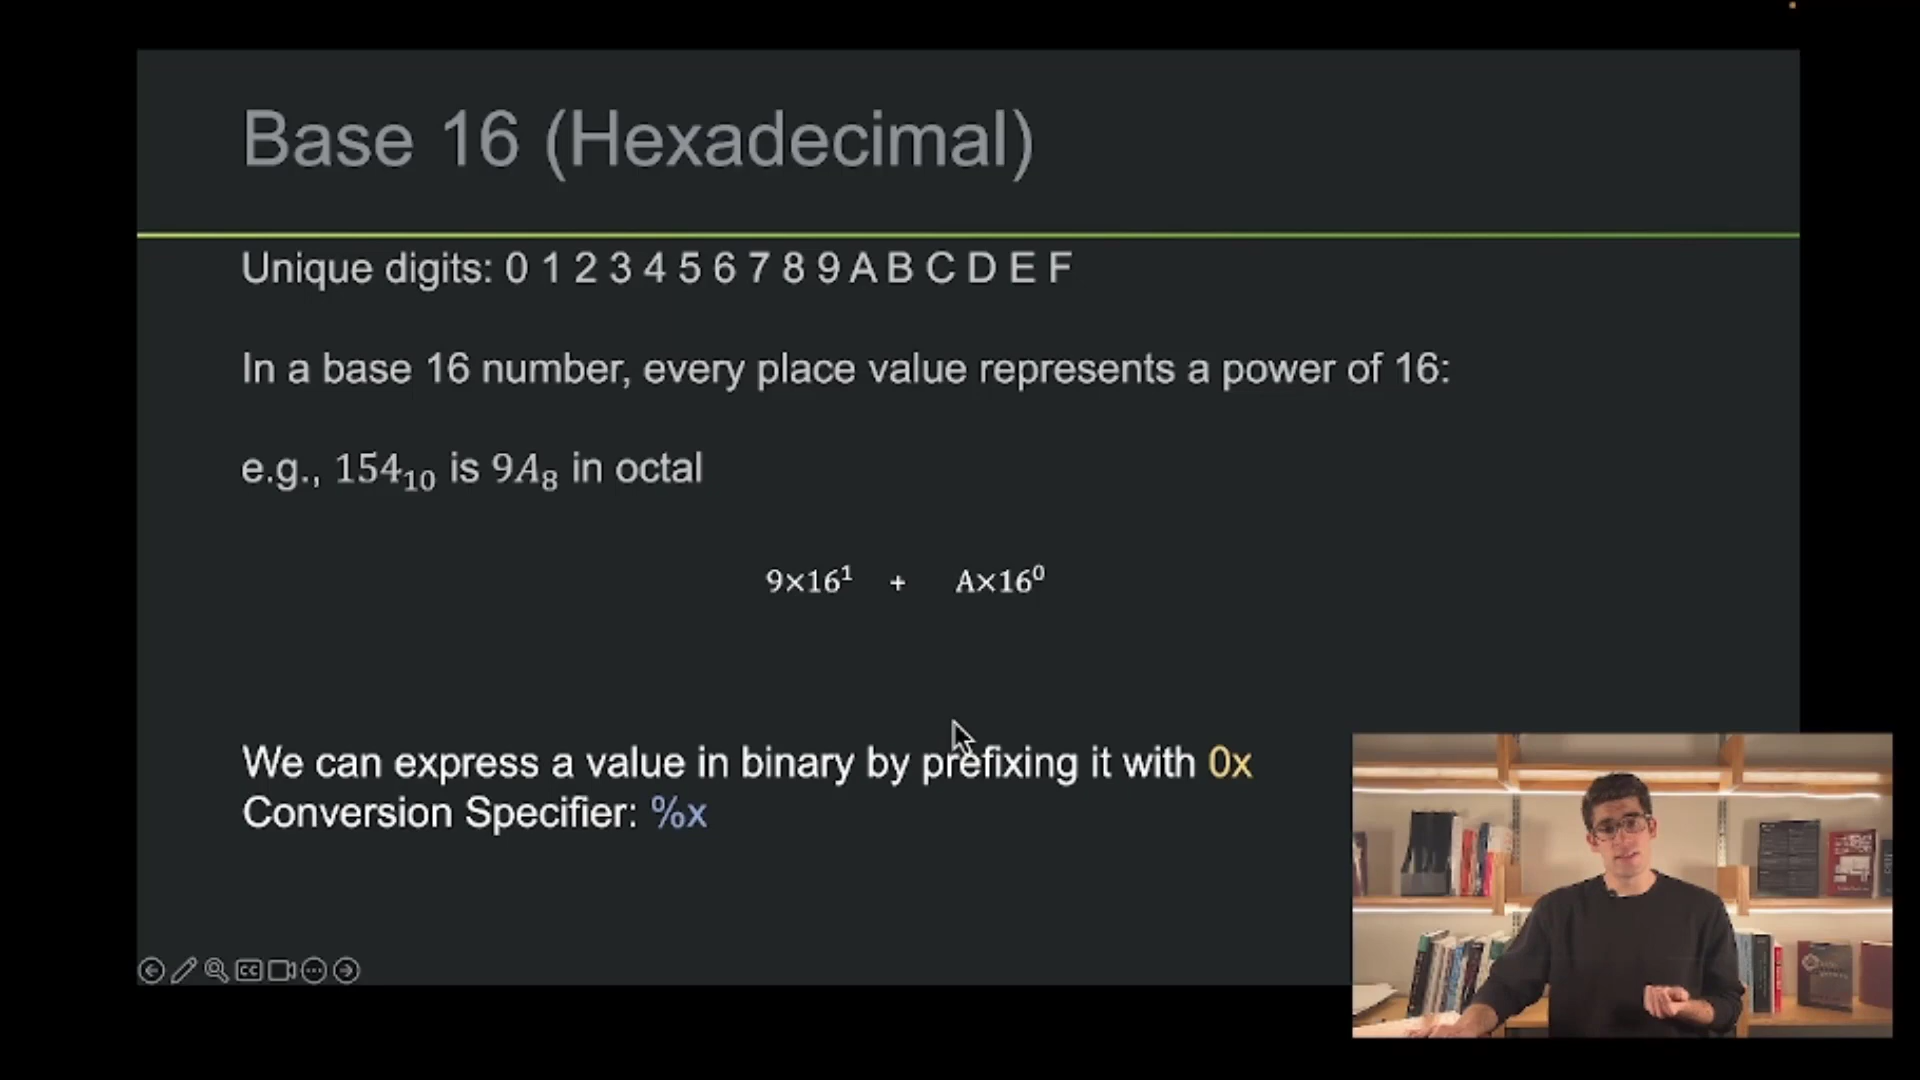 Base 16 (Hexadecimal)
Unique digits: 0 1 2 3 4 5 6 7 8 9 A B C D E F
In a base 16 number, every place value represents a power of 16:
e.g., 154₁₀ is 9A₈ in octal
9×16¹ + A×16⁰
We can express a value in binary by prefixing it with 0x
Conversion Specifier: %x
CC